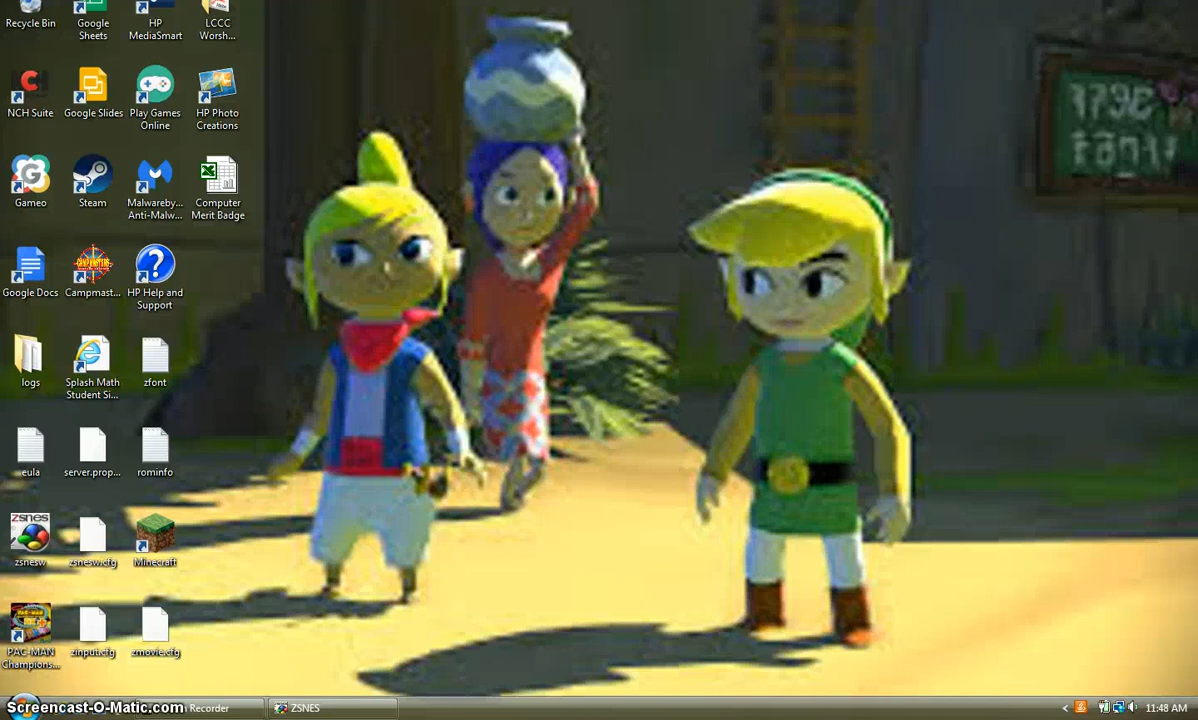 Recycle Bin
Google Sheets
HP MediaSmart
LCCC Worsh...
NCH Suite
Google Slides
Play Games Online
HP Photo Creations
Gameo
Steam
Malwareby... Anti-Malw...
Computer Merit Badge
Google Docs
Campmast...
HP Help and Support
logs
Splash Math Student Si...
zfont
eula
server.prop...
rominfo
ZSNES
zsnesw
zsnesw.cfg
Minecraft
PAC-MAN Champions...
zinput.cfg
zmovie.cfg
Screencast-O-Matic.com
Recorder
ZSNES
11:48 AM